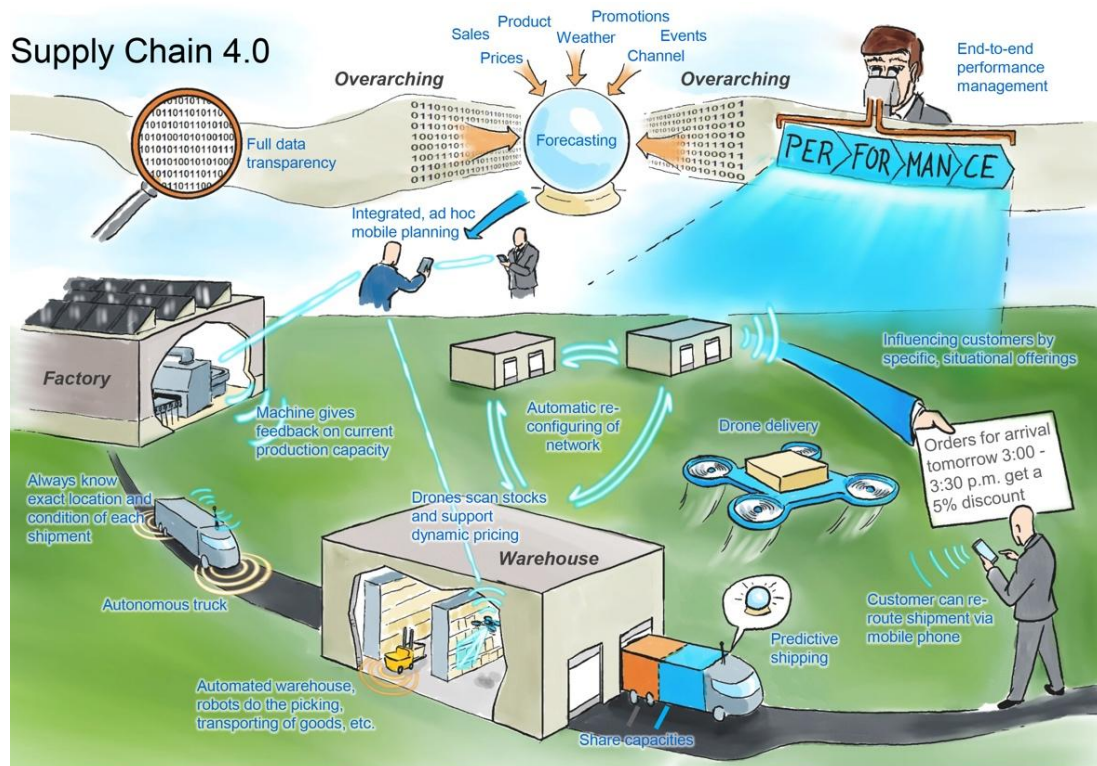 Supply Chain 4.0
Sales
Product
Promotions
Prices
Weather
Events
Channel
Overarching
Forecasting
Overarching
End-to-end
performance
management
Full data
transparency
PER FOR MAN CE
Integrated, ad hoc
mobile planning
Factory
Machine gives
feedback on current
production capacity
Automatic re-
configuring of
network
Influencing customers by
specific, situational offerings
Drone delivery
Orders for arrival
tomorrow 3:00 -
3:30 p.m. get a
5% discount
Always know
exact location and
condition of each
shipment
Autonomous truck
Drones scan stocks
and support
dynamic pricing
Warehouse
Customer can re-
route shipment via
mobile phone
Predictive
shipping
Automated warehouse,
robots do the picking,
transporting of goods, etc.
Share capacities